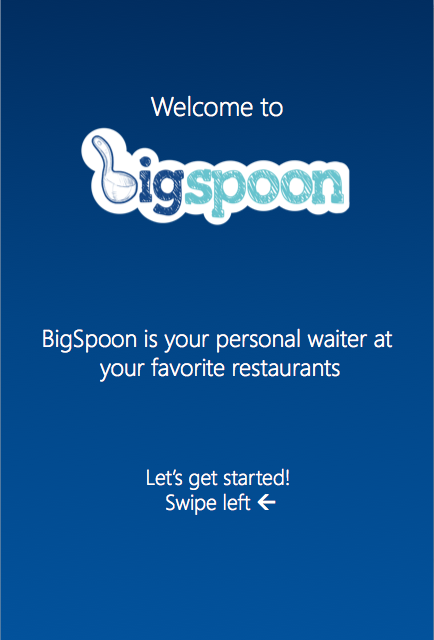 Welcome to
bigspoon
BigSpoon is your personal waiter at
your favorite restaurants
Let's get started!
Swipe left ←